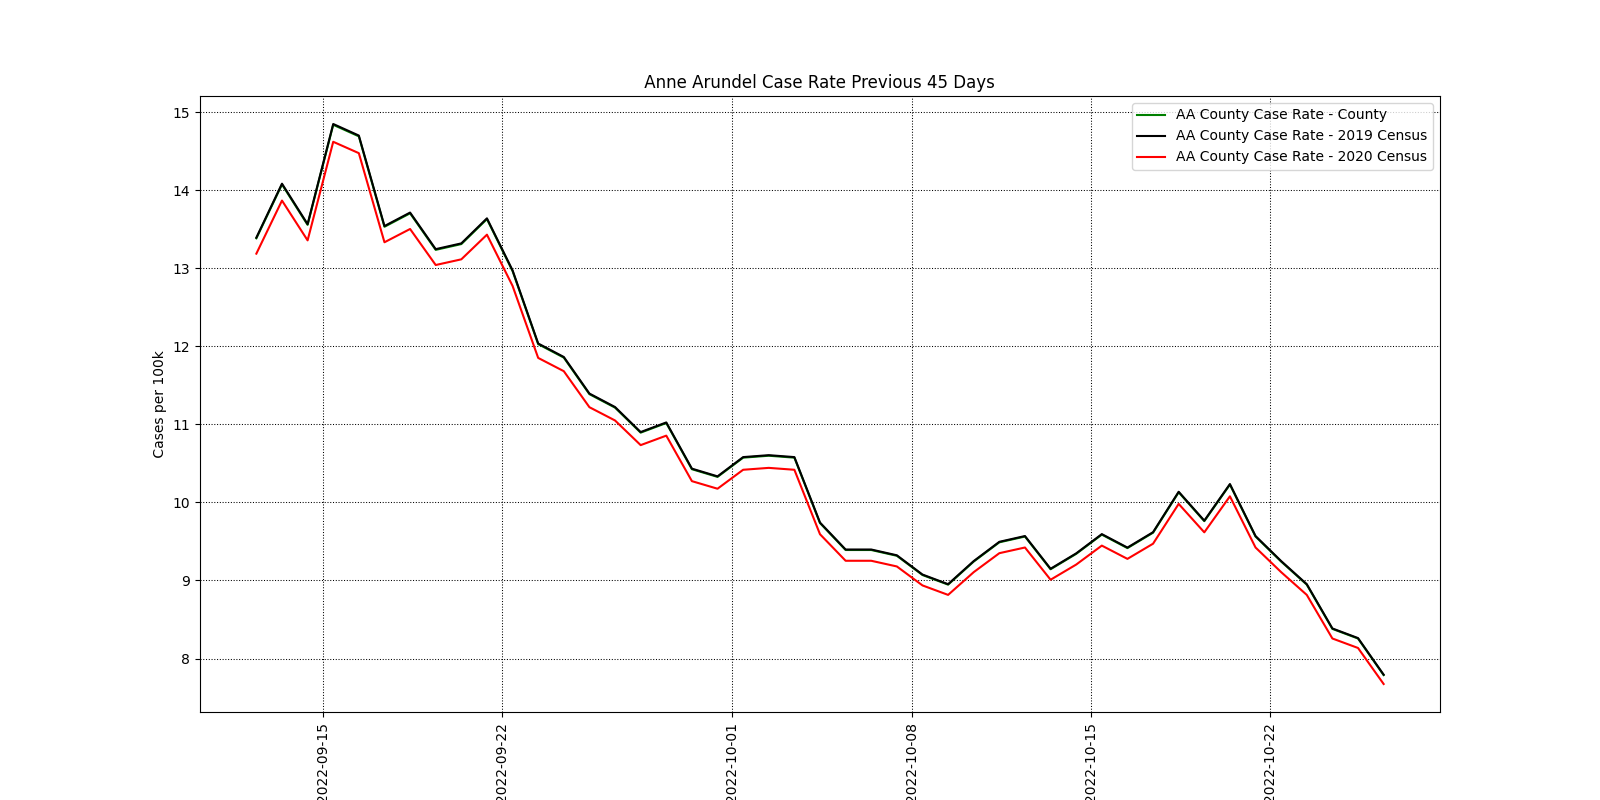 Anne Arundel Case Rate Previous 45 Days
AA County Case Rate - County
AA County Case Rate - 2019 Census
AA County Case Rate - 2020 Census
Cases per 100k
15
14
13
12
11
10
9
8
2022-09-15
2022-09-22
2022-10-01
2022-10-08
2022-10-15
2022-10-22